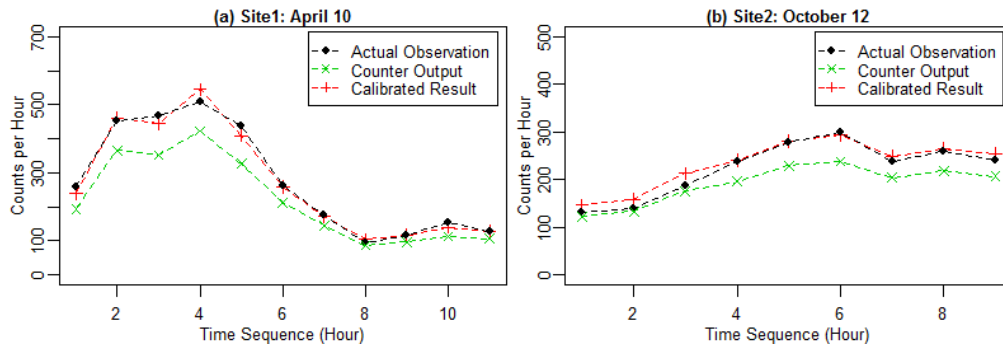 (a) Site1: April 10
700
500
300
100
0
Counts per Hour
Actual Observation
Counter Output
Calibrated Result
2 4 6 8 10
Time Sequence (Hour)
(b) Site2: October 12
500
400
300
200
100
0
Counts per Hour
Actual Observation
Counter Output
Calibrated Result
2 4 6 8
Time Sequence (Hour)